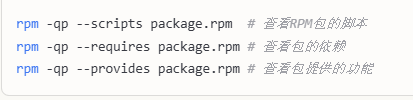 rpm -qp --scripts package.rpm  # 查看RPM包的脚本
rpm -qp --requires package.rpm # 查看包的依赖
rpm -qp --provides package.rpm # 查看包提供的功能